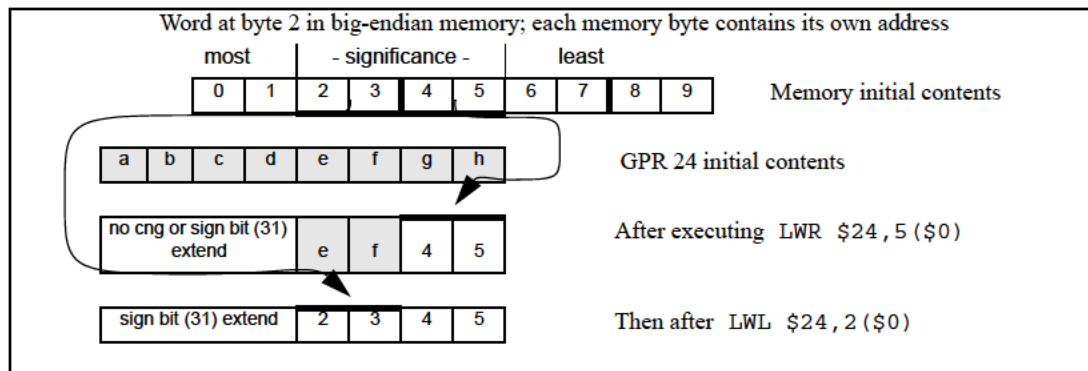 Word at byte 2 in big-endian memory; each memory byte contains its own address
most - significance - least
0 1 2 3 4 5 6 7 8 9 Memory initial contents
a b c d e f g h GPR 24 initial contents
no cng or sign bit (31)
extend e f 4 5 After executing LWR $24,5($0)
sign bit (31) extend 2 3 4 5 Then after LWL $24,2($0)